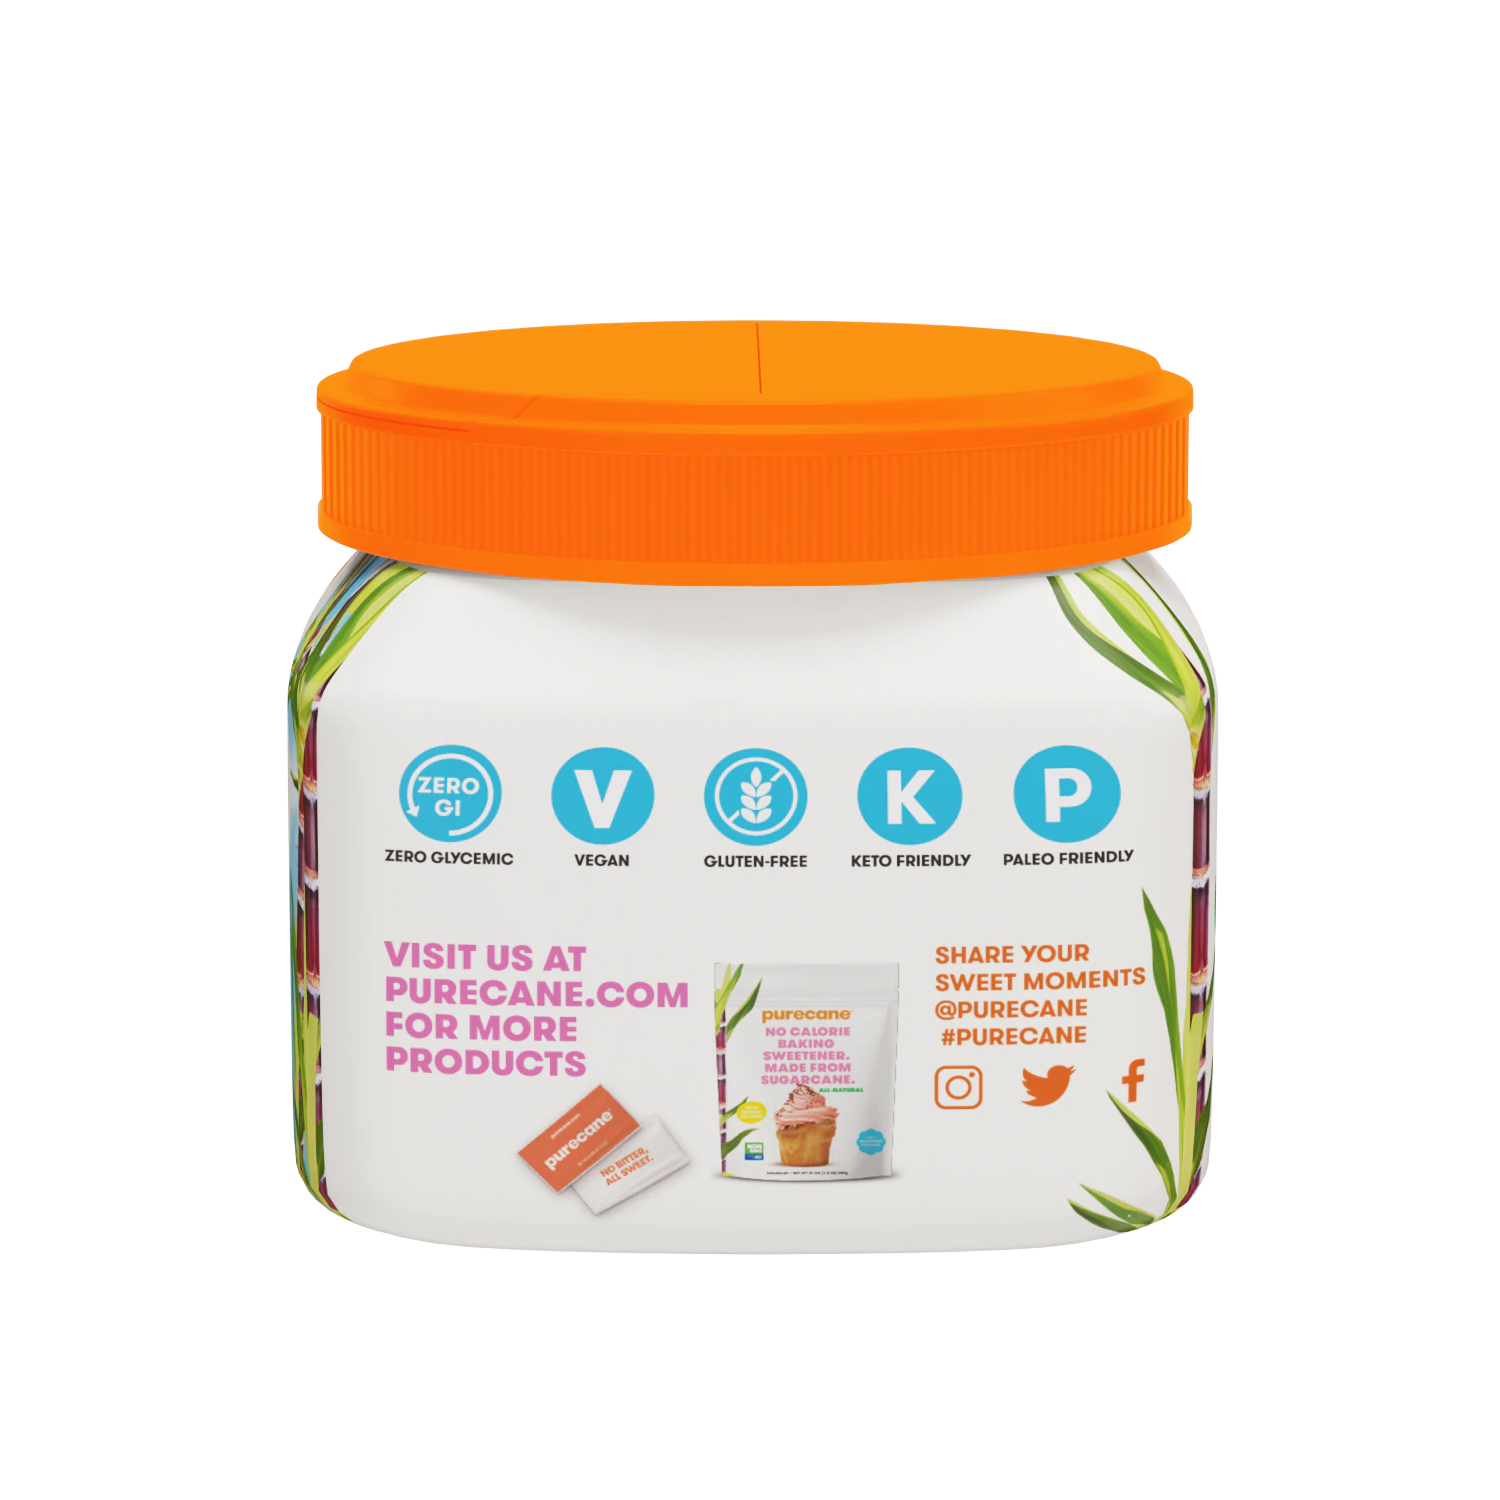 ZERO
GI
V
K
P
ZERO GLYCEMIC
VEGAN
GLUTEN-FREE
KETO FRIENDLY
PALEO FRIENDLY
VISIT US AT
PURECANE.COM
FOR MORE
PRODUCTS
purecane
NO BITTER,
ALL SWEET.
purecane
NO CALORIE
BAKING
SWEETENER.
MADE FROM
SUGARCANE.
ALL-NATURAL
NON
GMO
SHARE YOUR
SWEET MOMENTS
@PURECANE
#PURECANE